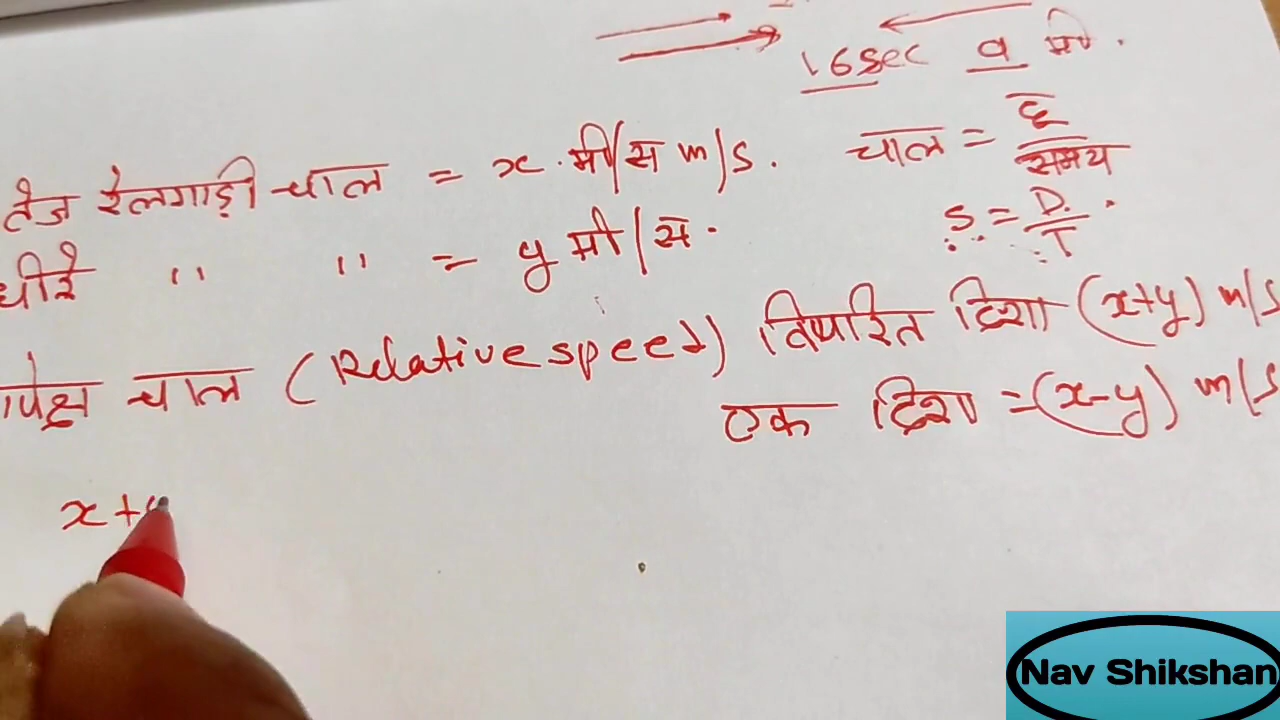 16sec व मी.
तेज रेलगाड़ी चाल = x. मी/स m/s. चाल = दू/समय
धीरे " " = y मी/स. S = D/T.
पेक्ष चाल (Relative speed) विपरित दिशा (x+y) m/s
एक दिशा = (x-y) m/s
x+y
Nav Shikshan